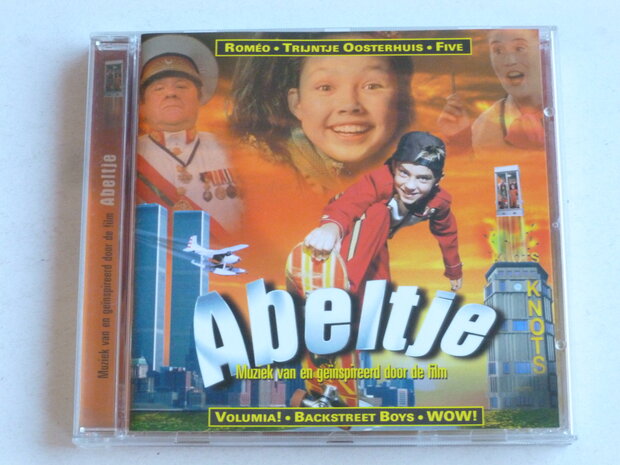 Roméo • Trijntje Oosterhuis • Five
Muziek van en geïnspireerd door de film Abeltje
KNOTS
Abeltje
Muziek van en geïnspireerd door de film
Volumia! • Backstreet Boys • WOW!